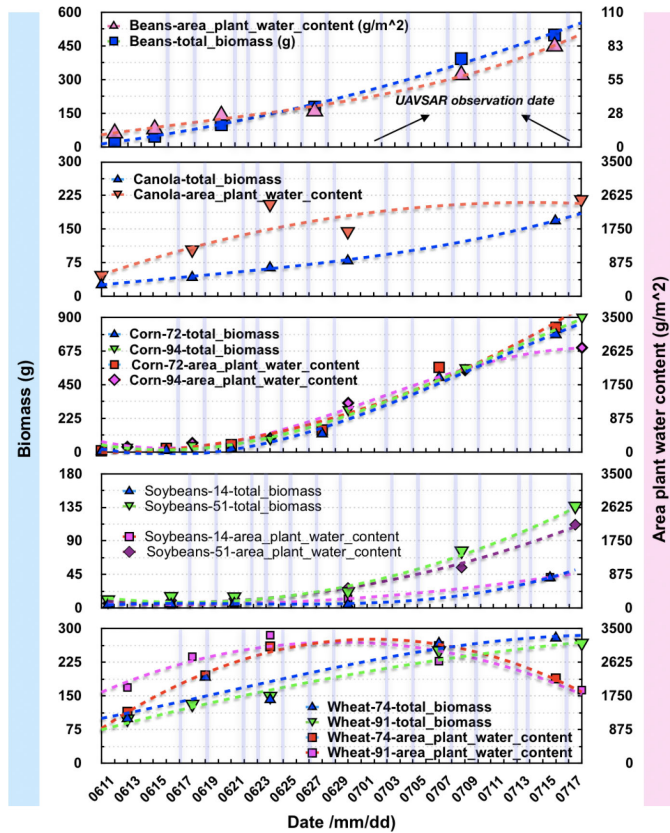 600
450
300
150
0
110
83
55
28
0
Beans-area_plant_water_content (g/m^2)
Beans-total_biomass (g)
UAVSAR observation date
300
225
150
75
0
3500
2625
1750
875
0
Canola-total_biomass
Canola-area_plant_water_content
900
675
450
225
0
3500
2625
1750
875
0
Corn-72-total_biomass
Corn-94-total_biomass
Corn-72-area_plant_water_content
Corn-94-area_plant_water_content
180
135
90
45
0
3500
2625
1750
875
0
Soybeans-14-total_biomass
Soybeans-51-total_biomass
Soybeans-14-area_plant_water_content
Soybeans-51-area_plant_water_content
300
225
150
75
0
3500
2625
1750
875
0
Wheat-74-total_biomass
Wheat-91-total_biomass
Wheat-74-area_plant_water_content
Wheat-91-area_plant_water_content
0611 0613 0615 0617 0619 0621 0623 0625 0627 0629 0701 0703 0705 0707 0709 0711 0713 0715 0717
Date /mm/dd)
Biomass (g)
Area plant water content (g/m^2)